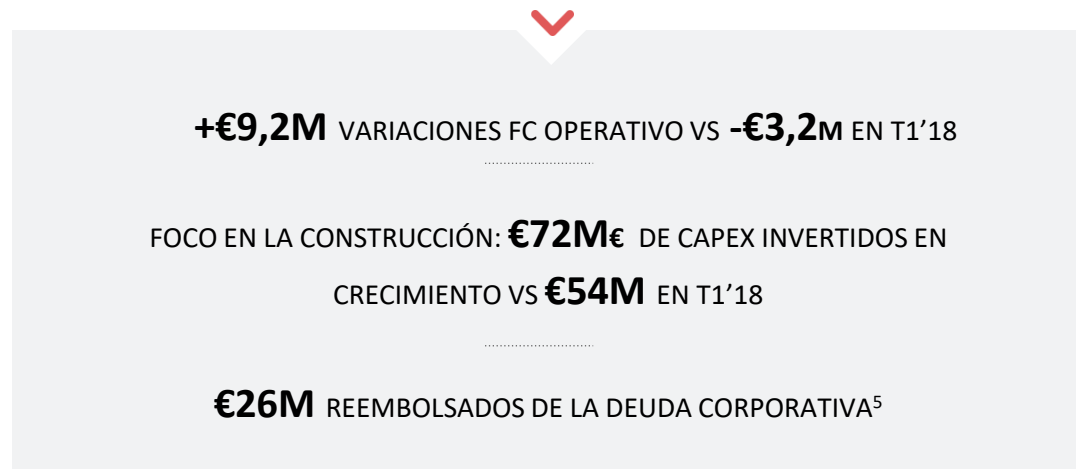 +€9,2M VARIACIONES FC OPERATIVO VS -€3,2M EN T1’18
FOCO EN LA CONSTRUCCIÓN: €72M€ DE CAPEX INVERTIDOS EN
CRECIMIENTO VS €54M EN T1’18
€26M REEMBOLSADOS DE LA DEUDA CORPORATIVA⁵